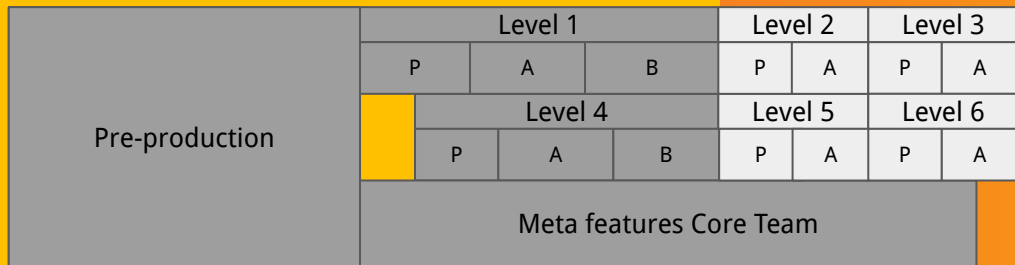 Level 1 Level 2 Level 3
P A B P A P A
Level 4 Level 5 Level 6
Pre-production
P A B P A P A
Meta features Core Team